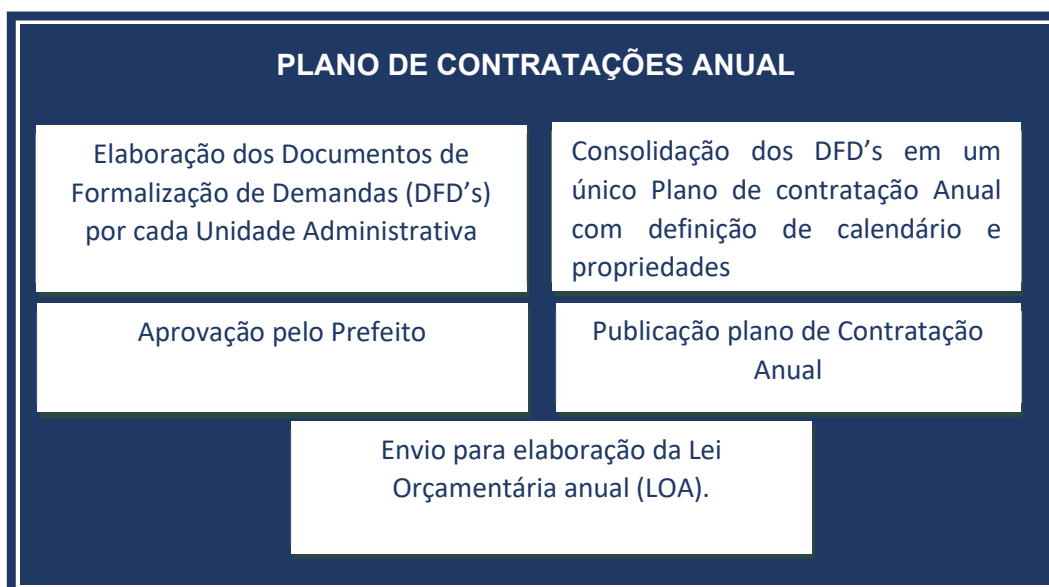 PLANO DE CONTRATAÇÕES ANUAL
Elaboração dos Documentos de
Formalização de Demandas (DFD’s)
por cada Unidade Administrativa
Consolidação dos DFD’s em um
único Plano de contratação Anual
com definição de calendário e
propriedades
Aprovação pelo Prefeito
Publicação plano de Contratação
Anual
Envio para elaboração da Lei
Orçamentária anual (LOA).